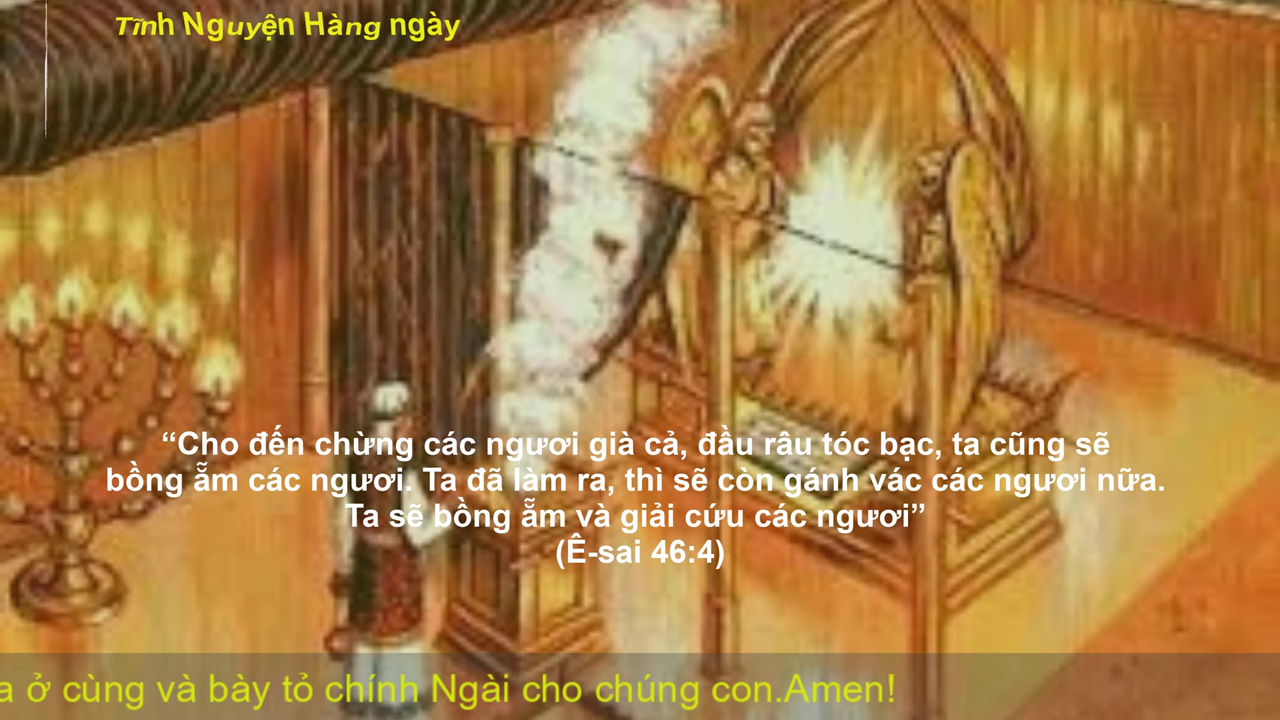 Tĩnh Nguyện Hàng ngày
“Cho đến chừng các ngươi già cả, đầu râu tóc bạc, ta cũng sẽ
bồng ẵm các ngươi. Ta đã làm ra, thì sẽ còn gánh vác các ngươi nữa.
Ta sẽ bồng ẵm và giải cứu các ngươi”
(Ê-sai 46:4)
ở cùng và bày tỏ chính Ngài cho chúng con.Amen!